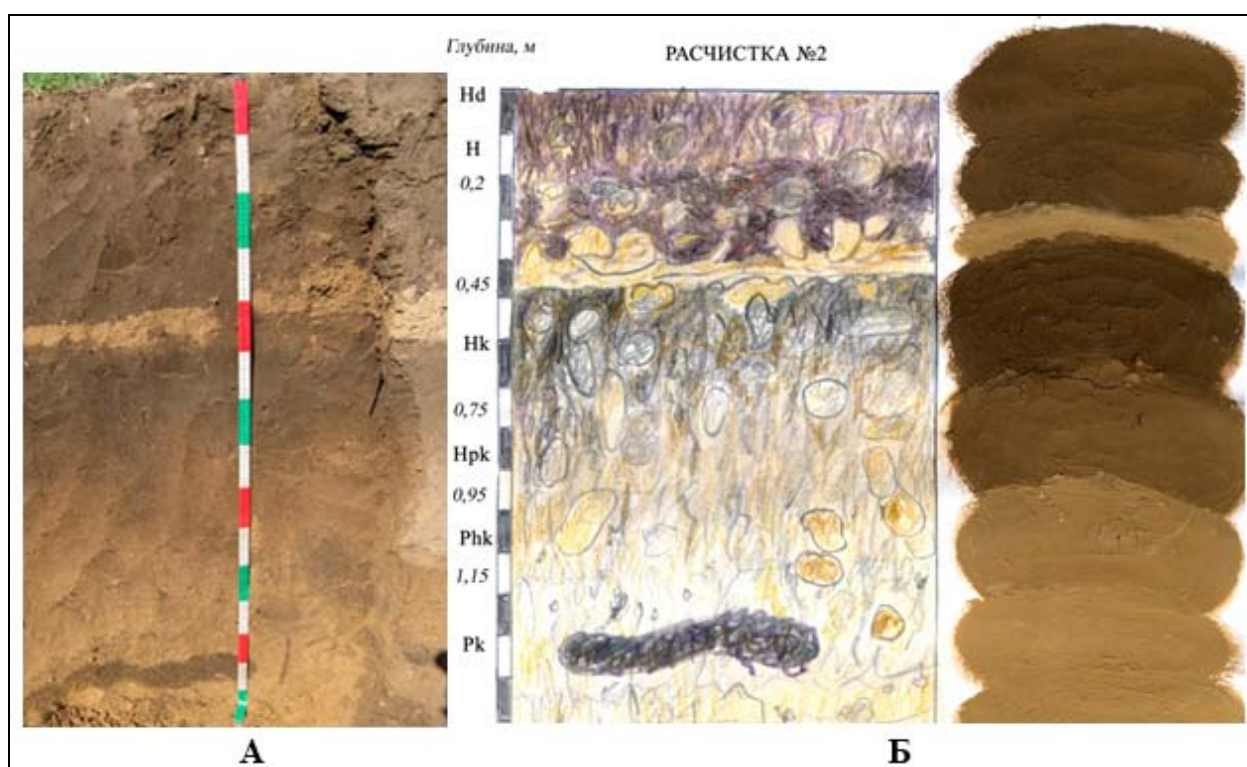 Глубина, м
РАСЧИСТКА №2
Hd
H
0,2
0,45
Hk
0,75
Hpk
0,95
Phk
1,15
Pk
А
Б